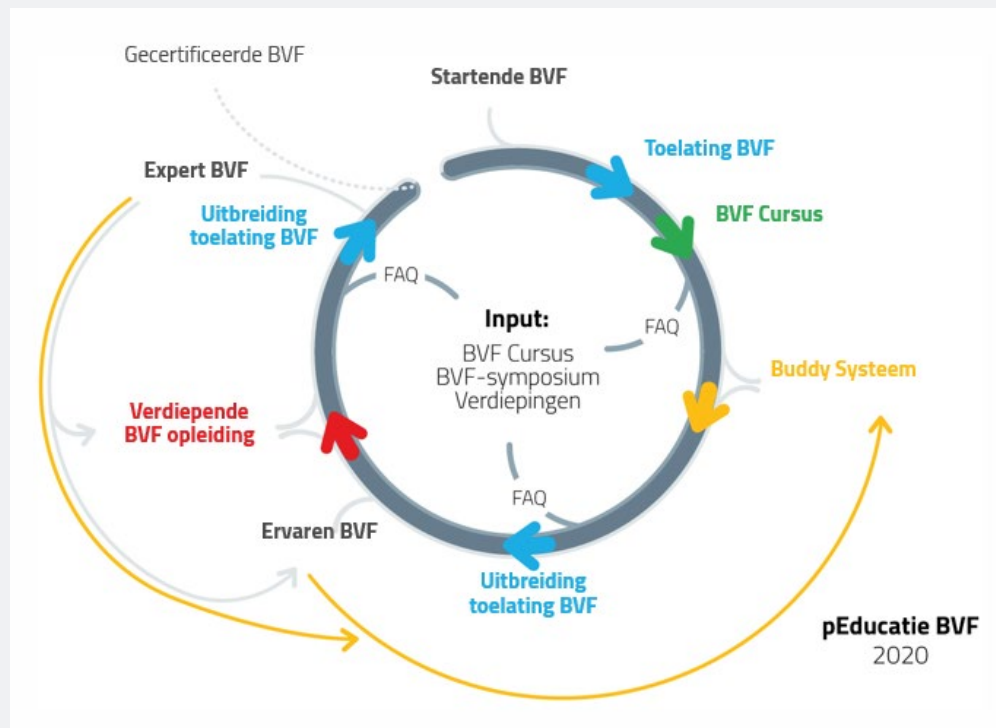 Gecertificeerde BVF
Startende BVF
Toelating BVF
BVF Cursus
Expert BVF
Uitbreiding
toelating BVF
FAQ
Input:
BVF Cursus
BVF-symposium
Verdiepingen
FAQ
Buddy Systeem
Verdiepende
BVF opleiding
FAQ
Ervaren BVF
Uitbreiding
toelating BVF
pEducatie BVF
2020